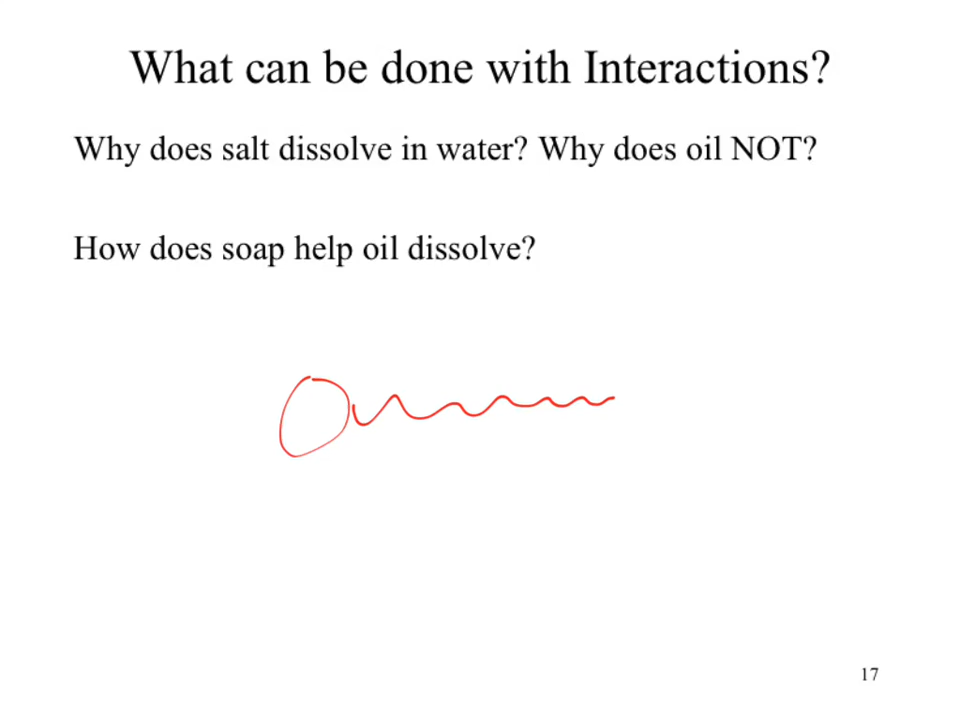 What can be done with Interactions?
Why does salt dissolve in water? Why does oil NOT?
How does soap help oil dissolve?
17